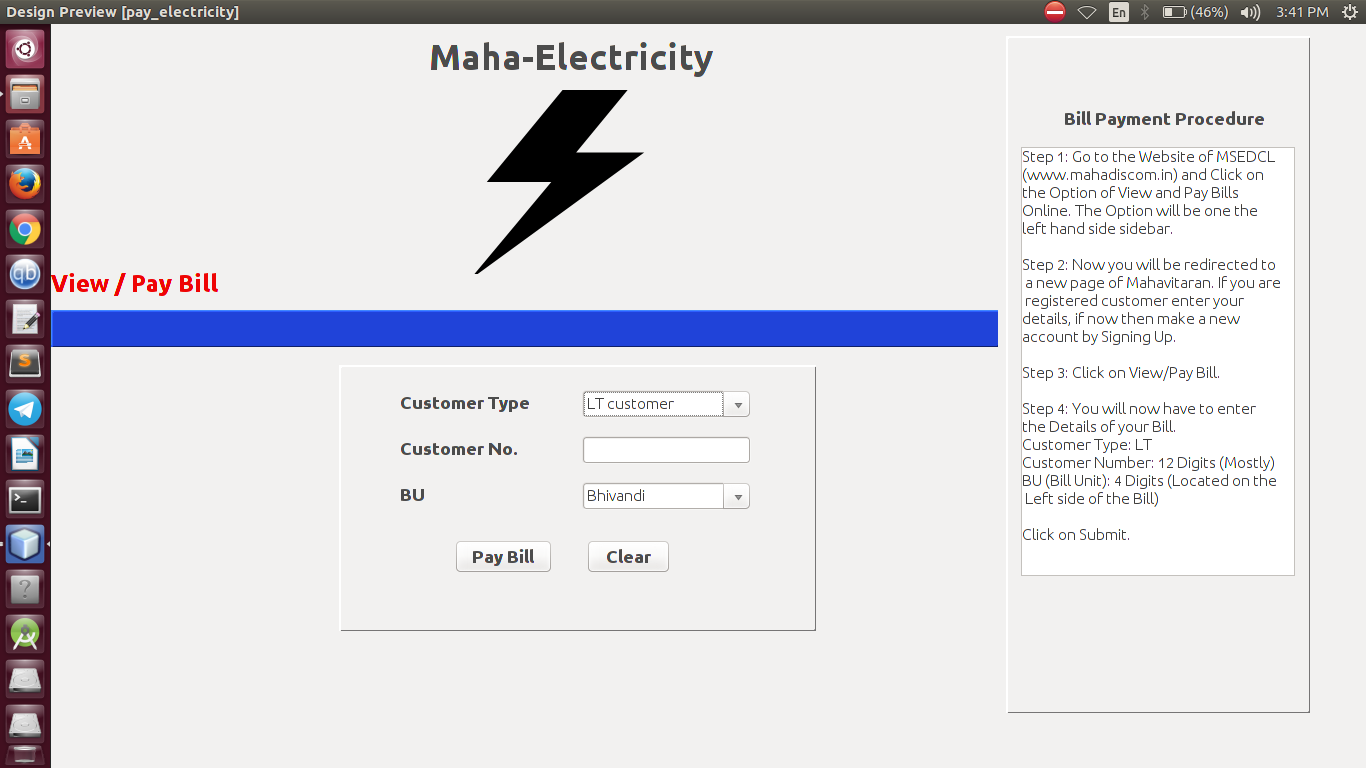 Design Preview [pay_electricity]
En
(46%)
3:41 PM
Maha-Electricity
View / Pay Bill
Customer Type
LT customer
Customer No.
BU
Bhivandi
Pay Bill
Clear
Bill Payment Procedure
Step 1: Go to the Website of MSEDCL
(www.mahadiscom.in) and Click on
the Option of View and Pay Bills
Online. The Option will be one the
left hand side sidebar.
Step 2: Now you will be redirected to
a new page of Mahavitaran. If you are
registered customer enter your
details, if now then make a new
account by Signing Up.
Step 3: Click on View/Pay Bill.
Step 4: You will now have to enter
the Details of your Bill.
Customer Type: LT
Customer Number: 12 Digits (Mostly)
BU (Bill Unit): 4 Digits (Located on the
Left side of the Bill)
Click on Submit.
qb
S
>_
?